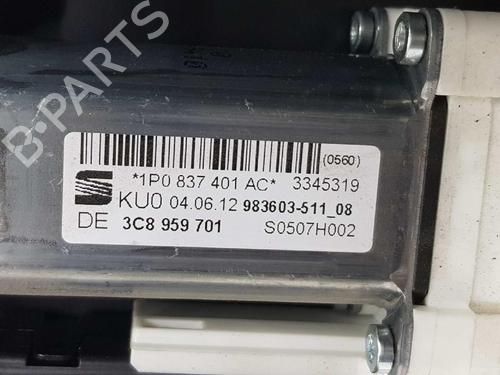 (0560)
*1P0 837 401 AC* 3345319
KU0 04.06.12 983603-511_08
DE 3C8 959 701 S0507H002
B-PARTS